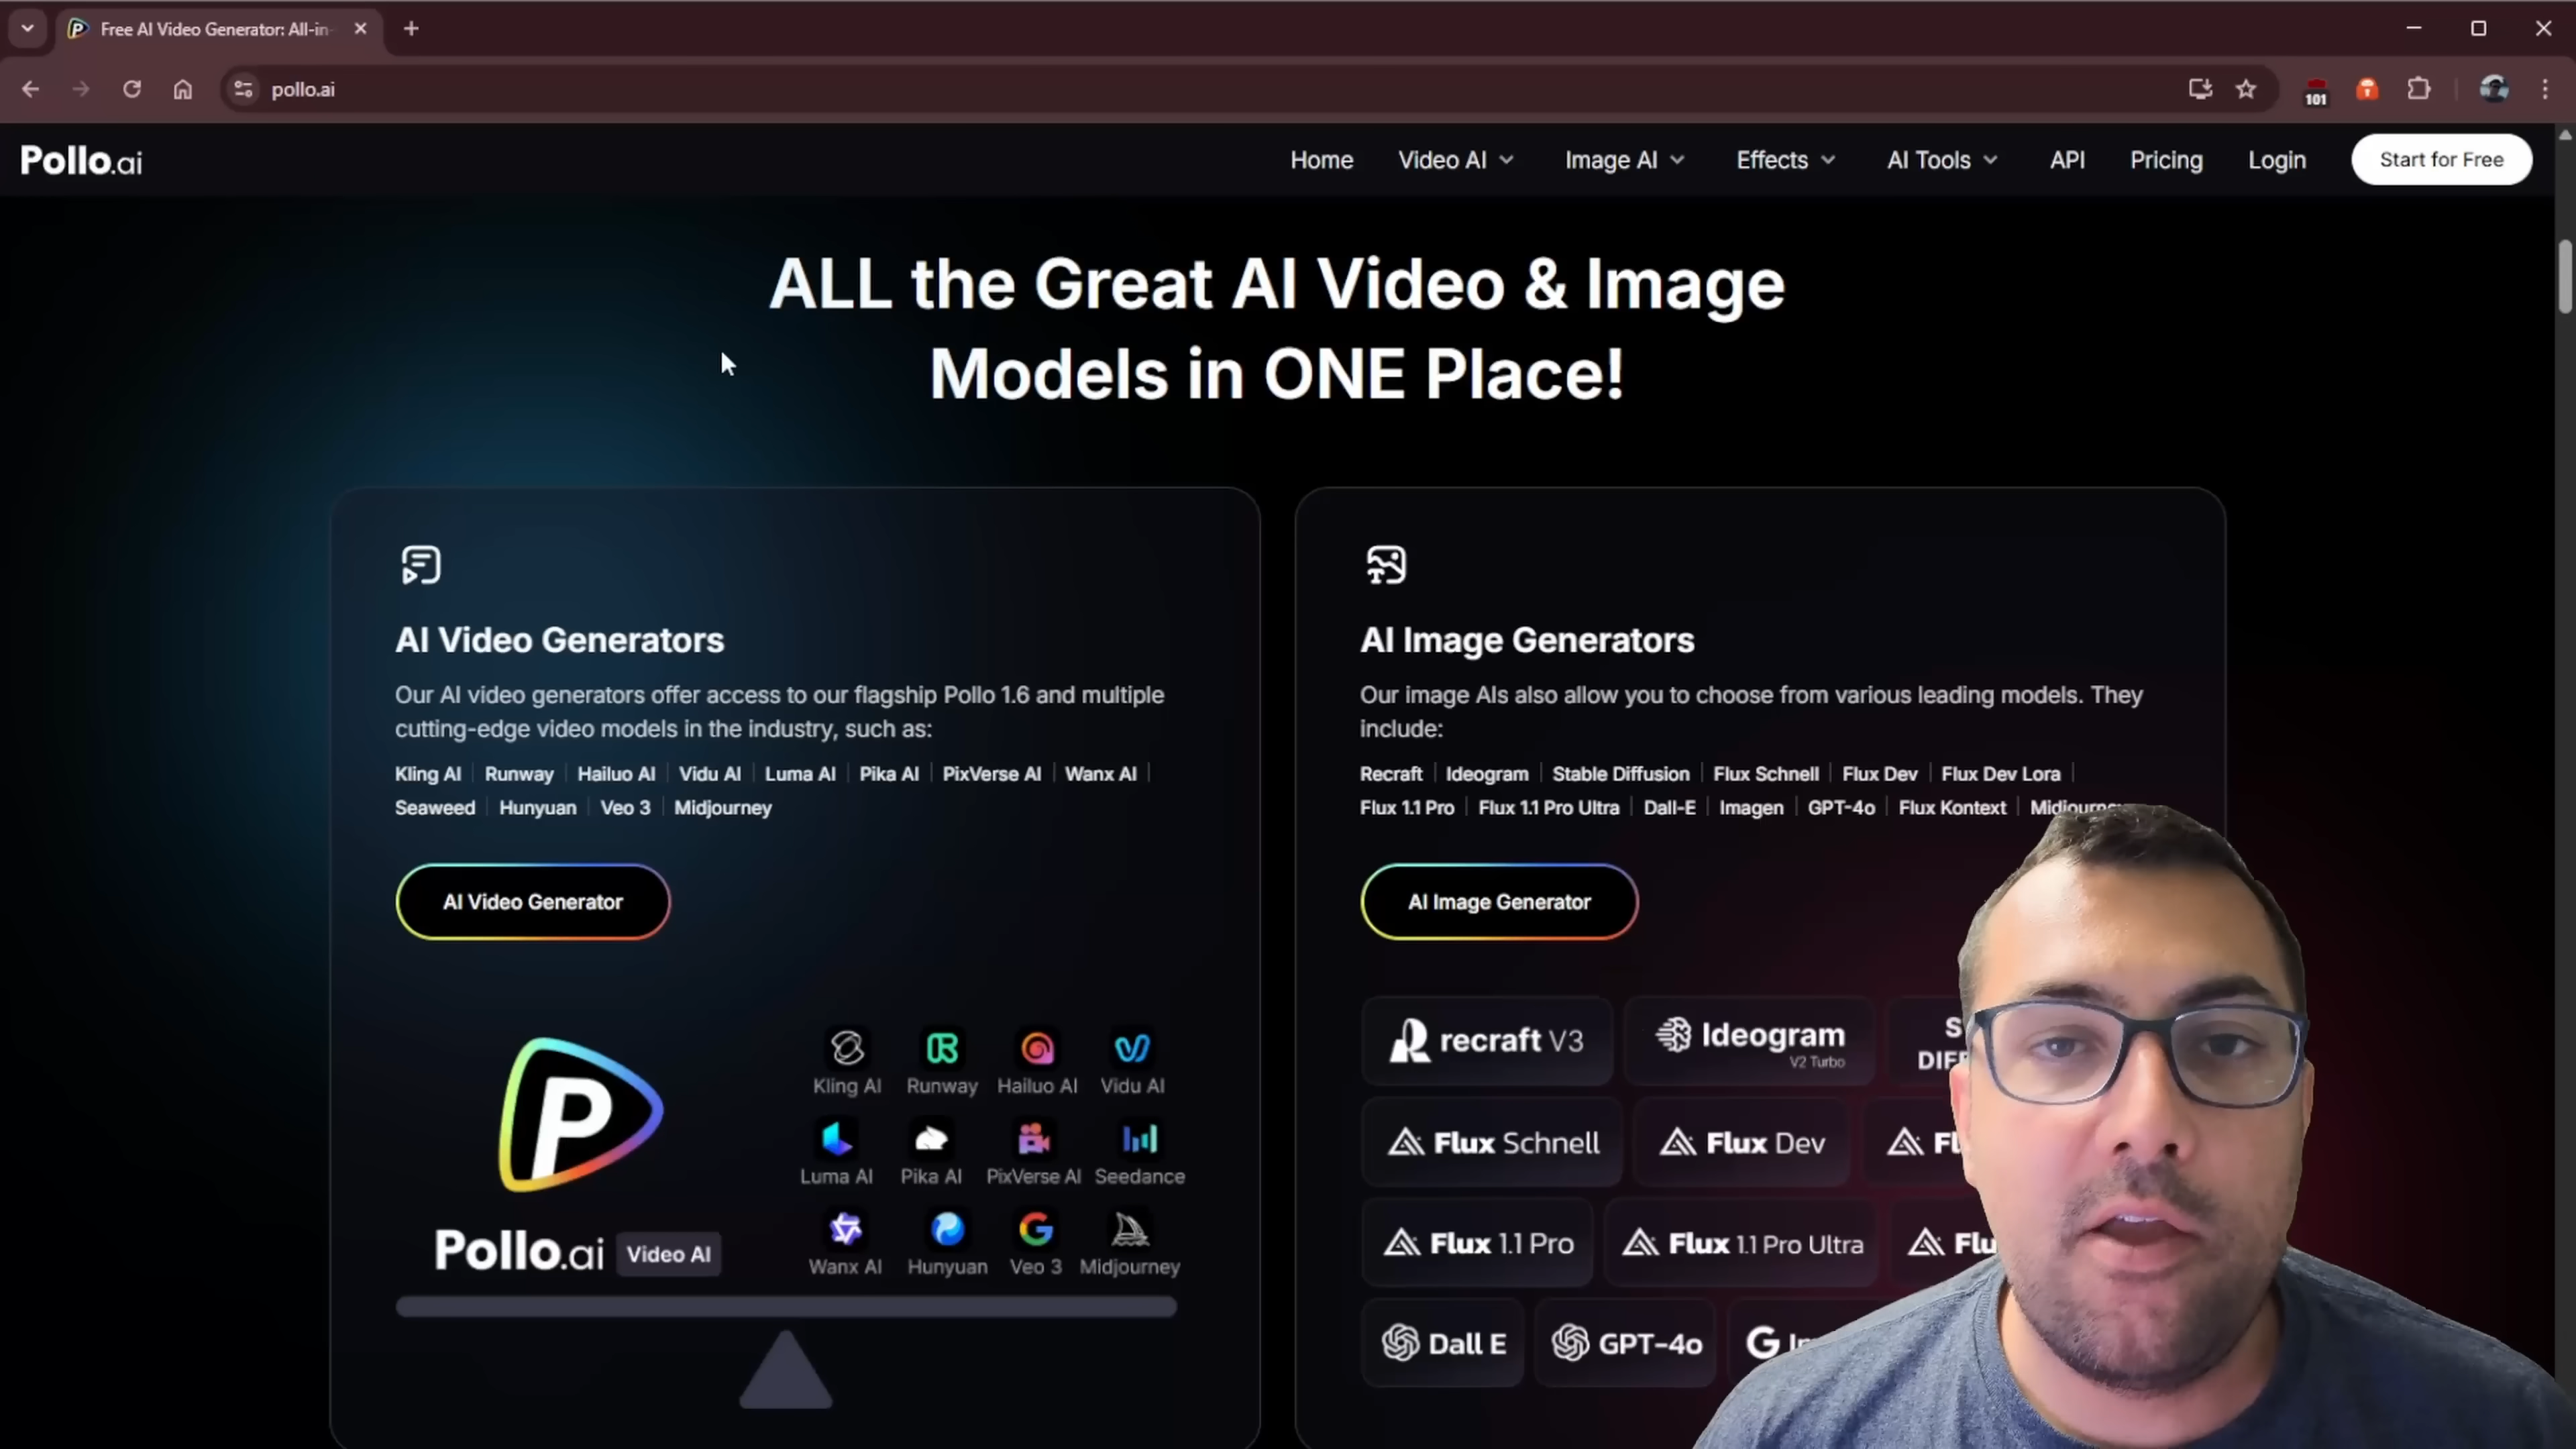 Free AI Video Generator: All-in-
pollo.ai
101
Pollo.ai
Home
Video AI
Image AI
Effects
AI Tools
API
Pricing
Login
Start for Free
ALL the Great AI Video & Image
Models in ONE Place!
AI Video Generators
Our AI video generators offer access to our flagship Pollo 1.6 and multiple
cutting-edge video models in the industry, such as:
Kling AI | Runway | Hailuo AI | Vidu AI | Luma AI | Pika AI | PixVerse AI | Wanx AI |
Seaweed | Hunyuan | Veo 3 | Midjourney
AI Video Generator
P
Pollo.ai Video AI
Kling AI Runway Hailuo AI Vidu AI
Luma AI Pika AI PixVerse AI Seedance
Wanx AI Hunyuan Veo 3 Midjourney
AI Image Generators
Our image AIs also allow you to choose from various leading models. They
include:
Recraft | Ideogram | Stable Diffusion | Flux Schnell | Flux Dev | Flux Dev Lora |
Flux 1.1 Pro | Flux 1.1 Pro Ultra | Dall-E | Imagen | GPT-4o | Flux Kontext | Midjourney
AI Image Generator
recraft V3
Ideogram
V2 Turbo
Flux Schnell
Flux Dev
Flux 1.1 Pro
Flux 1.1 Pro Ultra
Flu
Dall E
GPT-4o